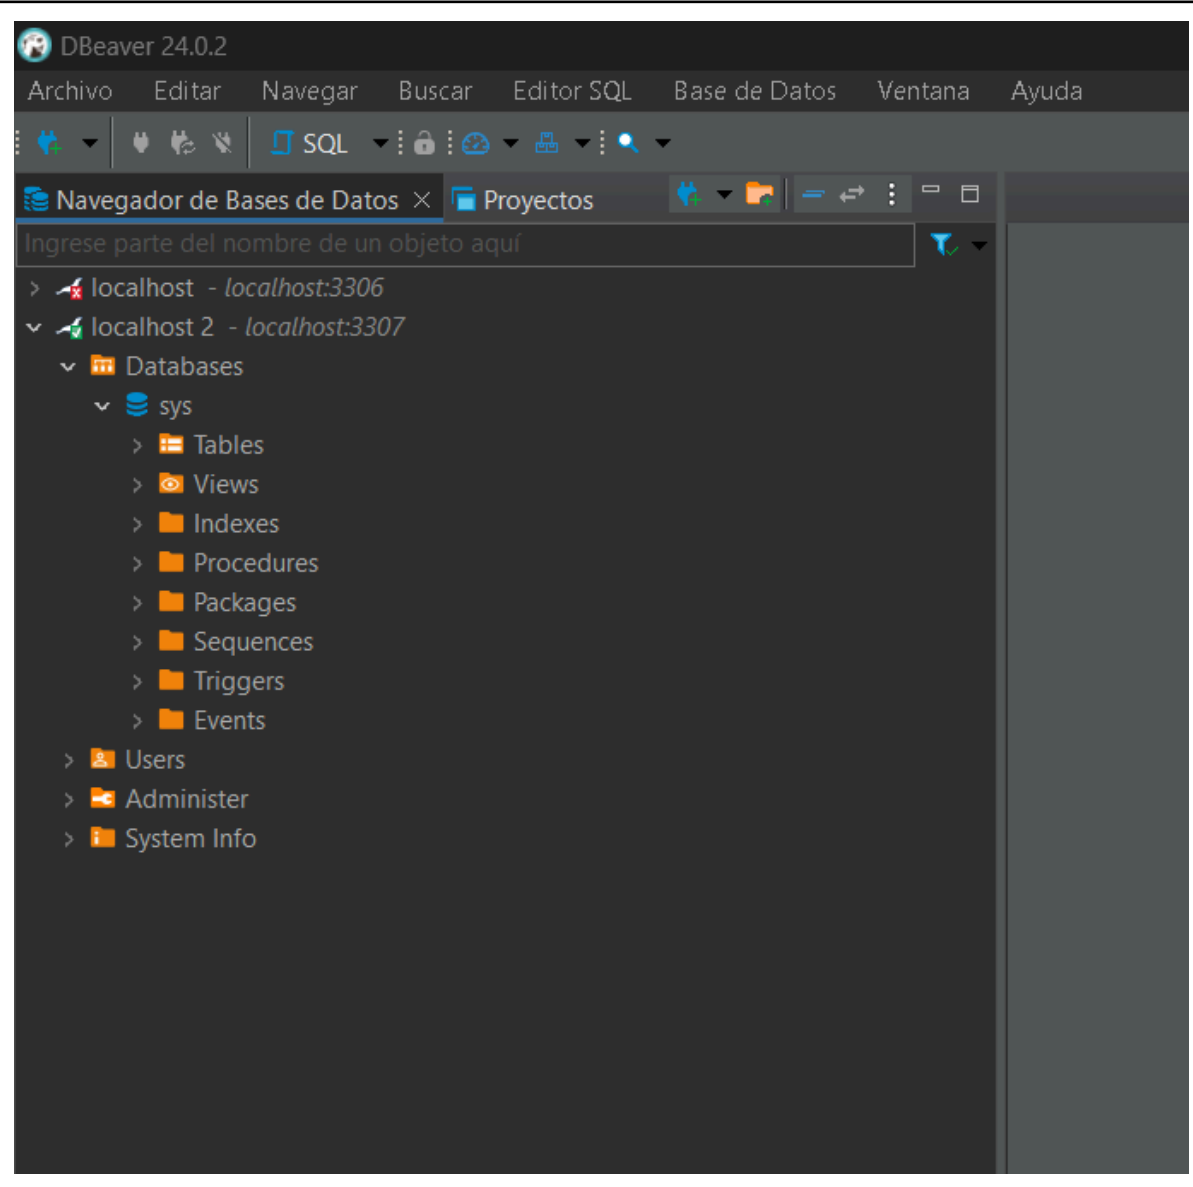 DBeaver 24.0.2
Archivo Editar Navegar Buscar Editor SQL Base de Datos Ventana Ayuda
SQL
Navegador de Bases de Datos Proyectos
Ingrese parte del nombre de un objeto aquí
localhost - localhost:3306
localhost 2 - localhost:3307
Databases
sys
Tables
Views
Indexes
Procedures
Packages
Sequences
Triggers
Events
Users
Administer
System Info